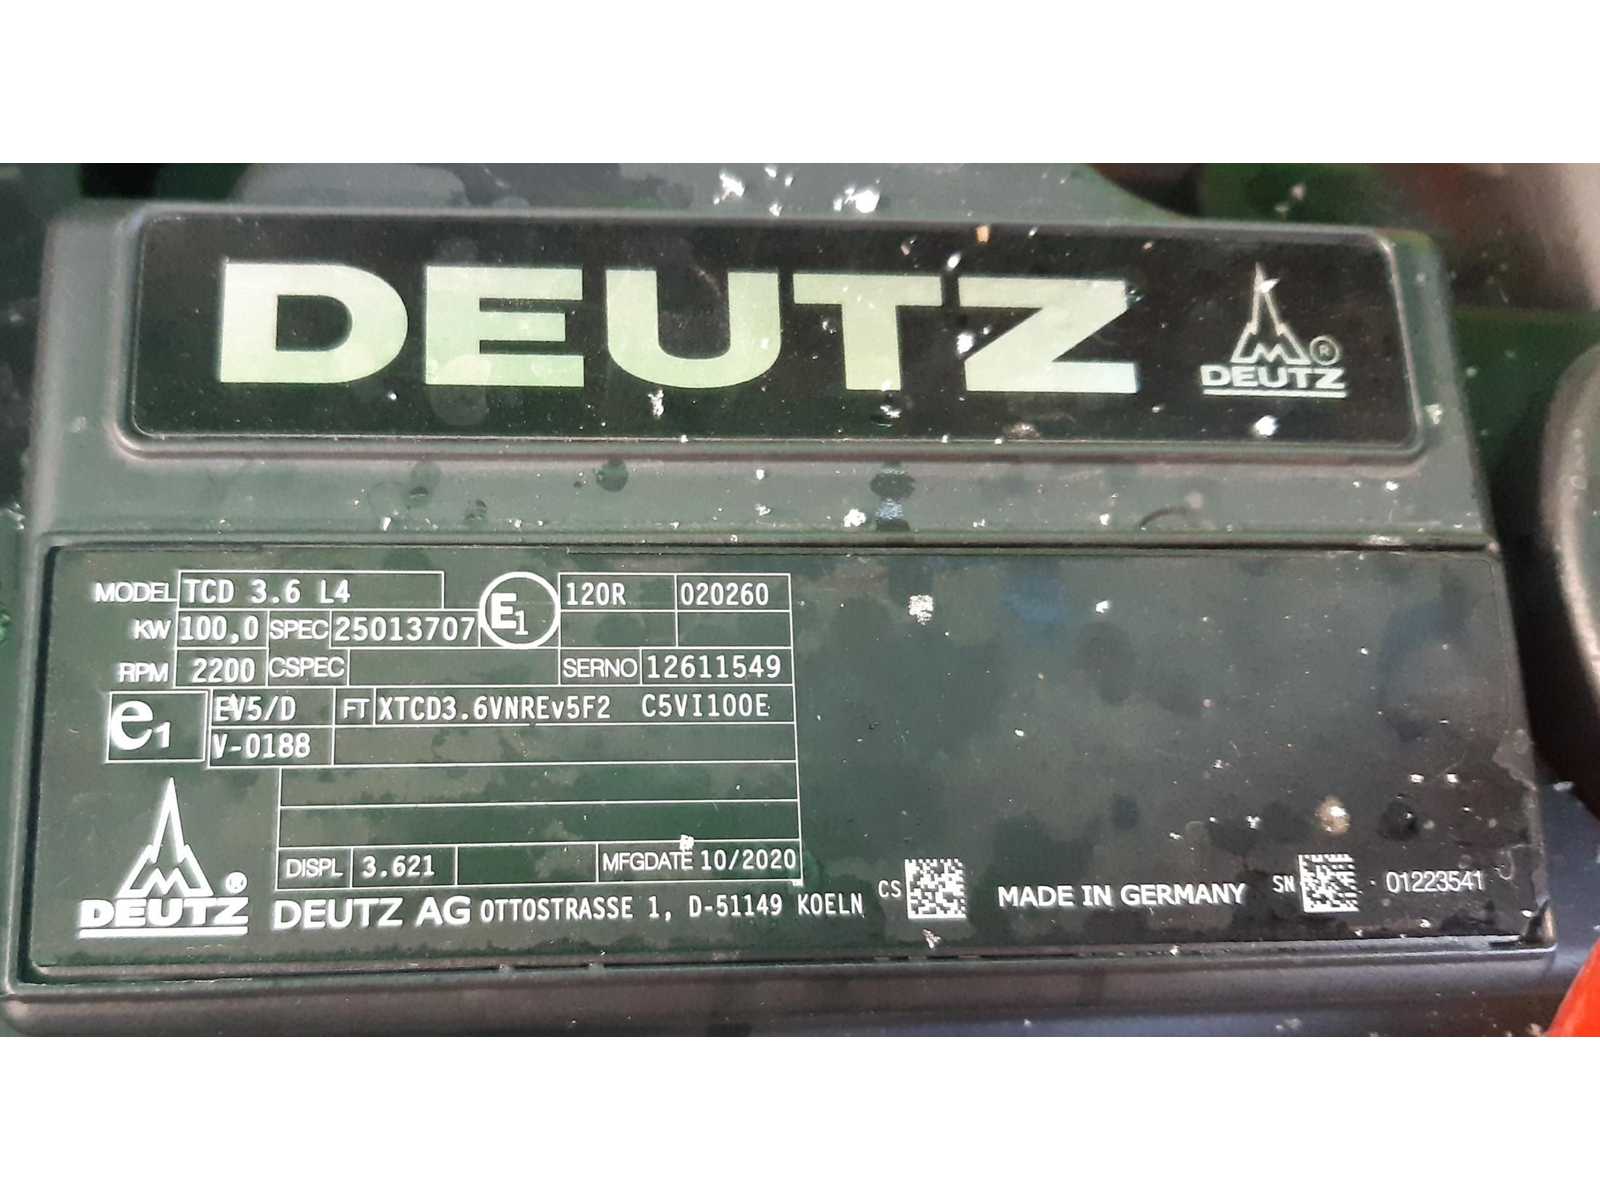 DEUTZ
DEUTZ ®
MODEL TCD 3.6 L4 E1 120R 020260
KW 100,0 SPEC 25013707
RPM 2200 CSPEC SERNO 12611549
e1 EV5/D FT XTCD3.6VNREv5F2 C5VI100E
V-0188
DISPL 3.621 MFGDATE 10/2020
DEUTZ ®
DEUTZ AG OTTOSTRASSE 1, D-51149 KOELN CS MADE IN GERMANY SN 01223541